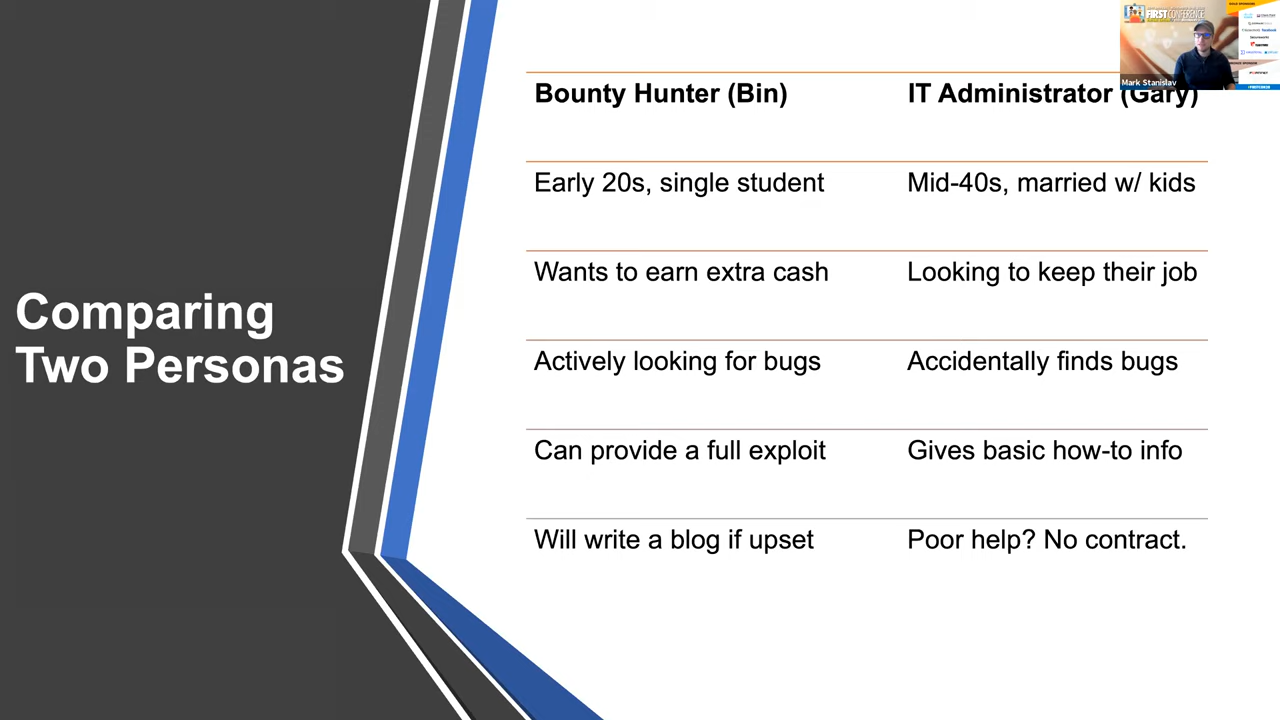 Comparing
Two Personas
Bounty Hunter (Bin)
IT Administrator (Gary)
Early 20s, single student
Mid-40s, married w/ kids
Wants to earn extra cash
Looking to keep their job
Actively looking for bugs
Accidentally finds bugs
Can provide a full exploit
Gives basic how-to info
Will write a blog if upset
Poor help? No contract.
FIRSTCONFERENCE
Mark Stanislav